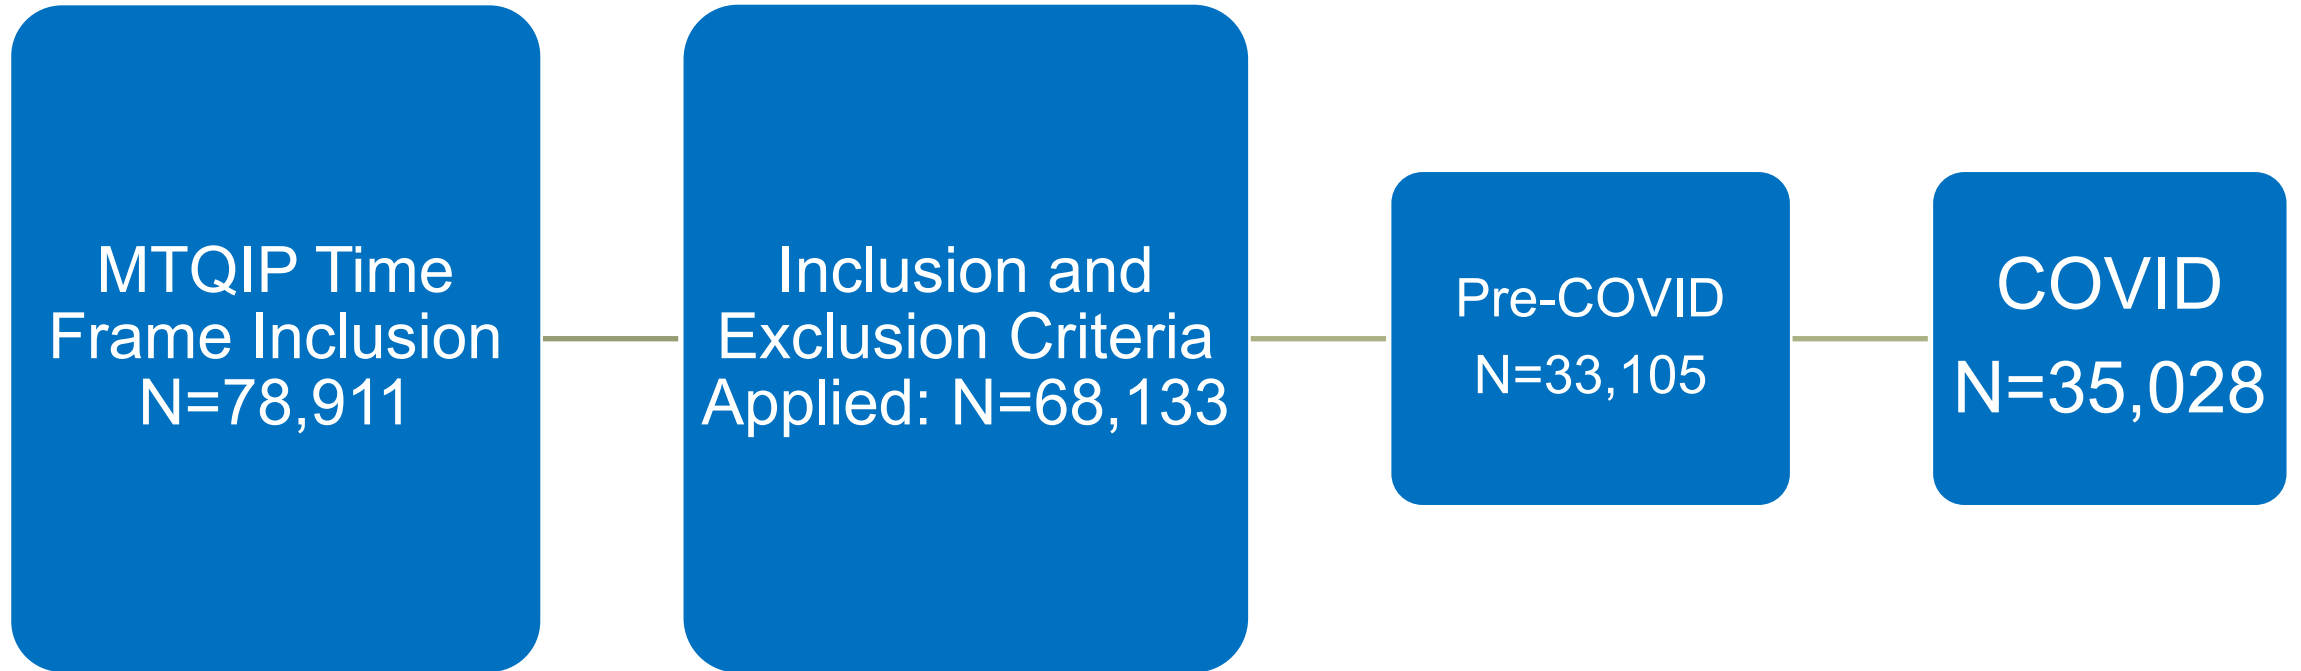 MTQIP Time
Frame Inclusion
N=78,911
Inclusion and
Exclusion Criteria
Applied: N=68,133
Pre-COVID
N=33,105
COVID
N=35,028